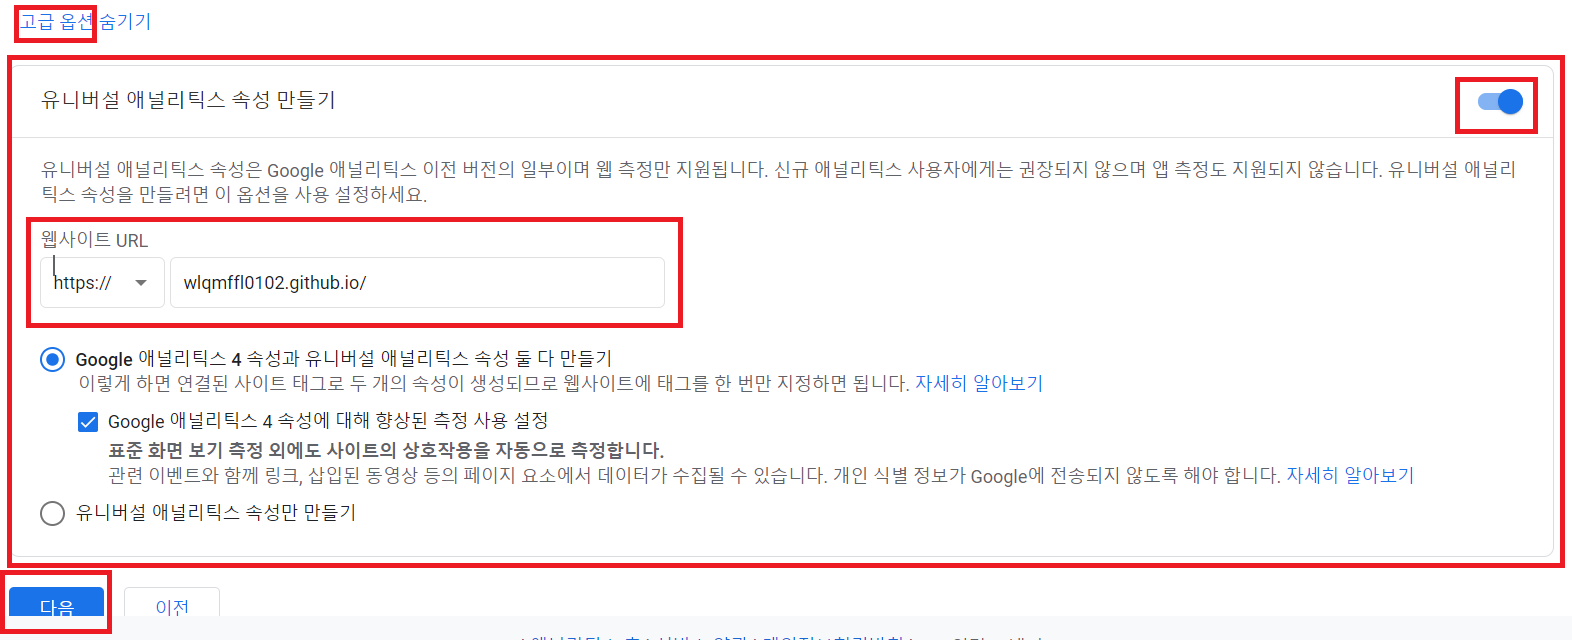 고급 옵션 숨기기
유니버설 애널리틱스 속성 만들기
유니버설 애널리틱스 속성은 Google 애널리틱스 이전 버전의 일부이며 웹 측정만 지원됩니다. 신규 애널리틱스 사용자에게는 권장되지 않으며 앱 측정도 지원되지 않습니다. 유니버설 애널리
틱스 속성을 만들려면 이 옵션을 사용 설정하세요.
웹사이트 URL
https:// wlqmffl0102.github.io/
Google 애널리틱스 4 속성과 유니버설 애널리틱스 속성 둘 다 만들기
이렇게 하면 연결된 사이트 태그로 두 개의 속성이 생성되므로 웹사이트에 태그를 한 번만 지정하면 됩니다. 자세히 알아보기
Google 애널리틱스 4 속성에 대해 향상된 측정 사용 설정
표준 화면 보기 측정 외에도 사이트의 상호작용을 자동으로 측정합니다.
관련 이벤트와 함께 링크, 삽입된 동영상 등의 페이지 요소에서 데이터가 수집될 수 있습니다. 개인 식별 정보가 Google에 전송되지 않도록 해야 합니다. 자세히 알아보기
유니버설 애널리틱스 속성만 만들기
다음 이전